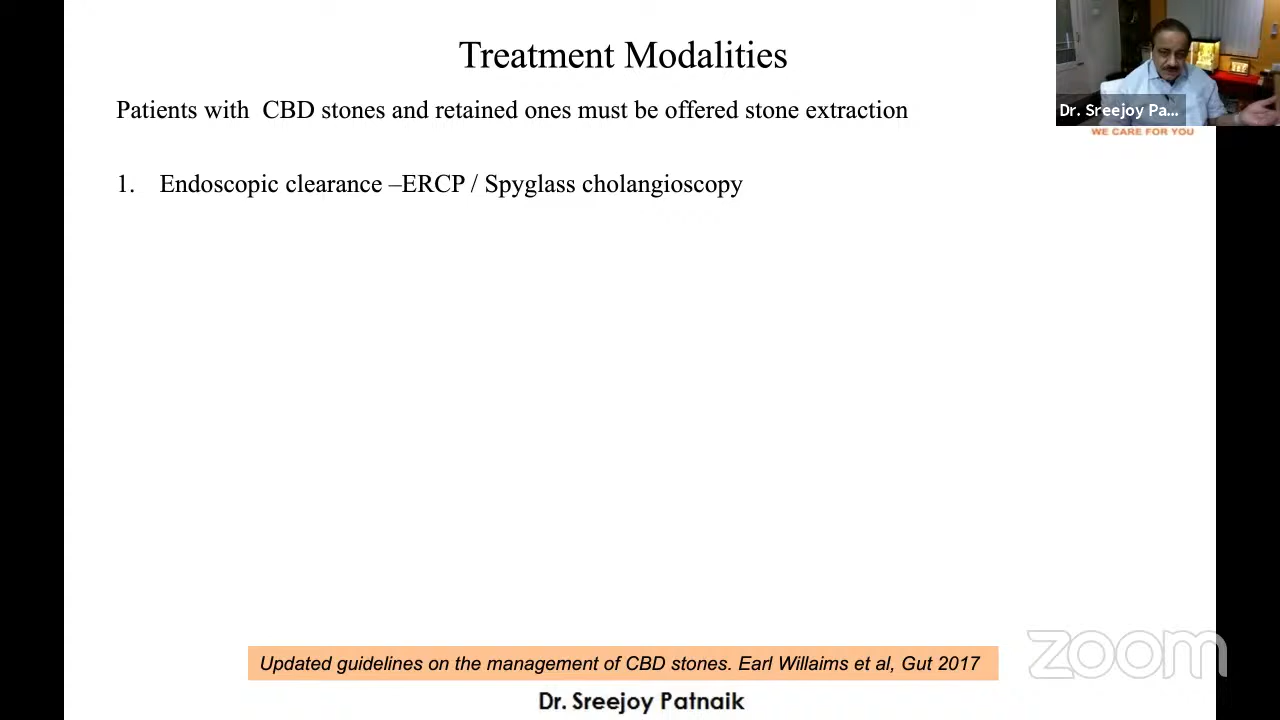 Treatment Modalities
Patients with CBD stones and retained ones must be offered stone extraction
1. Endoscopic clearance –ERCP / Spyglass cholangioscopy
Dr. Sreejoy Pa...
WE CARE FOR YOU
Updated guidelines on the management of CBD stones. Earl Willaims et al, Gut 2017
zoom
Dr. Sreejoy Patnaik